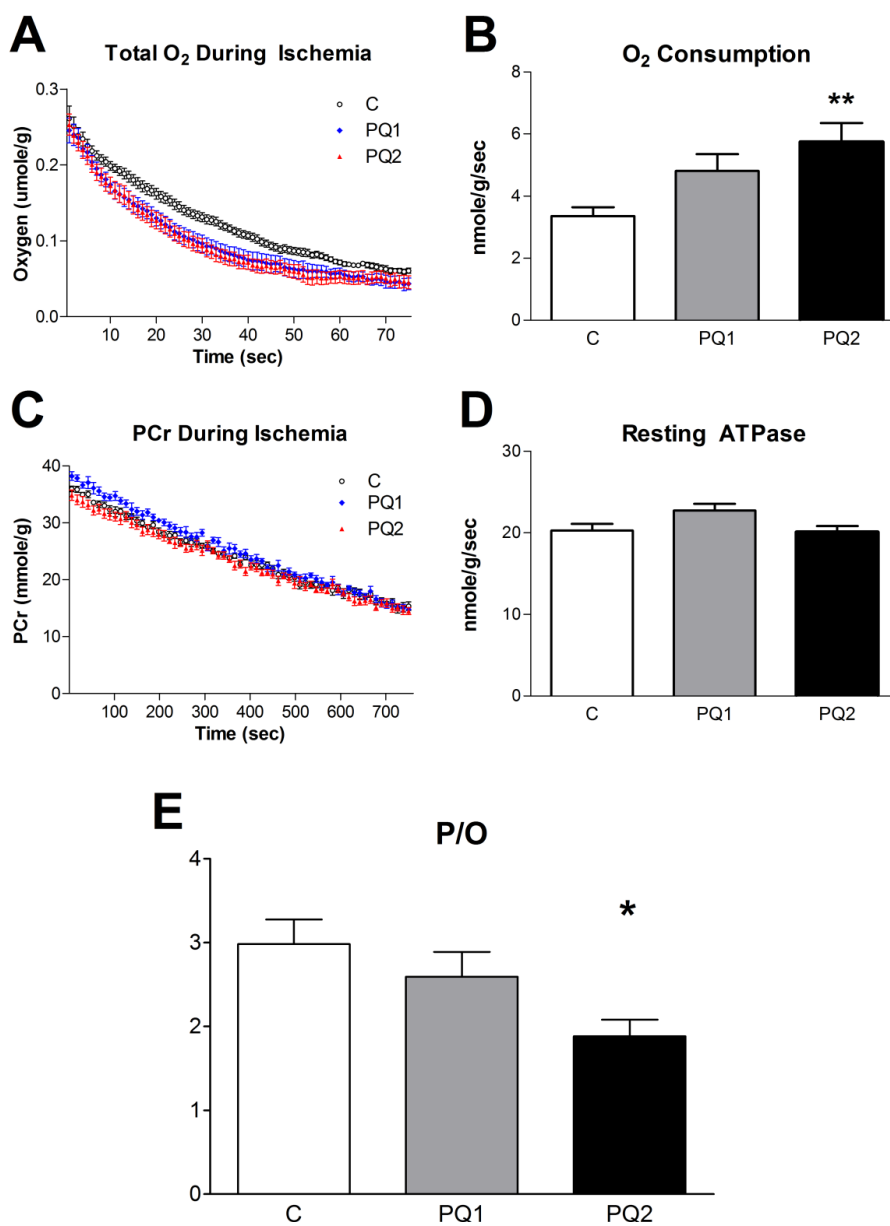 A
Total O₂ During Ischemia
Oxygen (umole/g)
0.3
0.2
0.1
0.0
C
PQ1
PQ2
10 20 30 40 50 60 70
Time (sec)
B
O₂ Consumption
nmole/g/sec
8
6
4
2
0
**
C PQ1 PQ2
C
PCr During Ischemia
PCr (mmole/g)
40
30
20
10
0
C
PQ1
PQ2
100 200 300 400 500 600 700
Time (sec)
D
Resting ATPase
nmole/g/sec
30
20
10
0
C PQ1 PQ2
E
P/O
4
3
2
1
0
*
C PQ1 PQ2